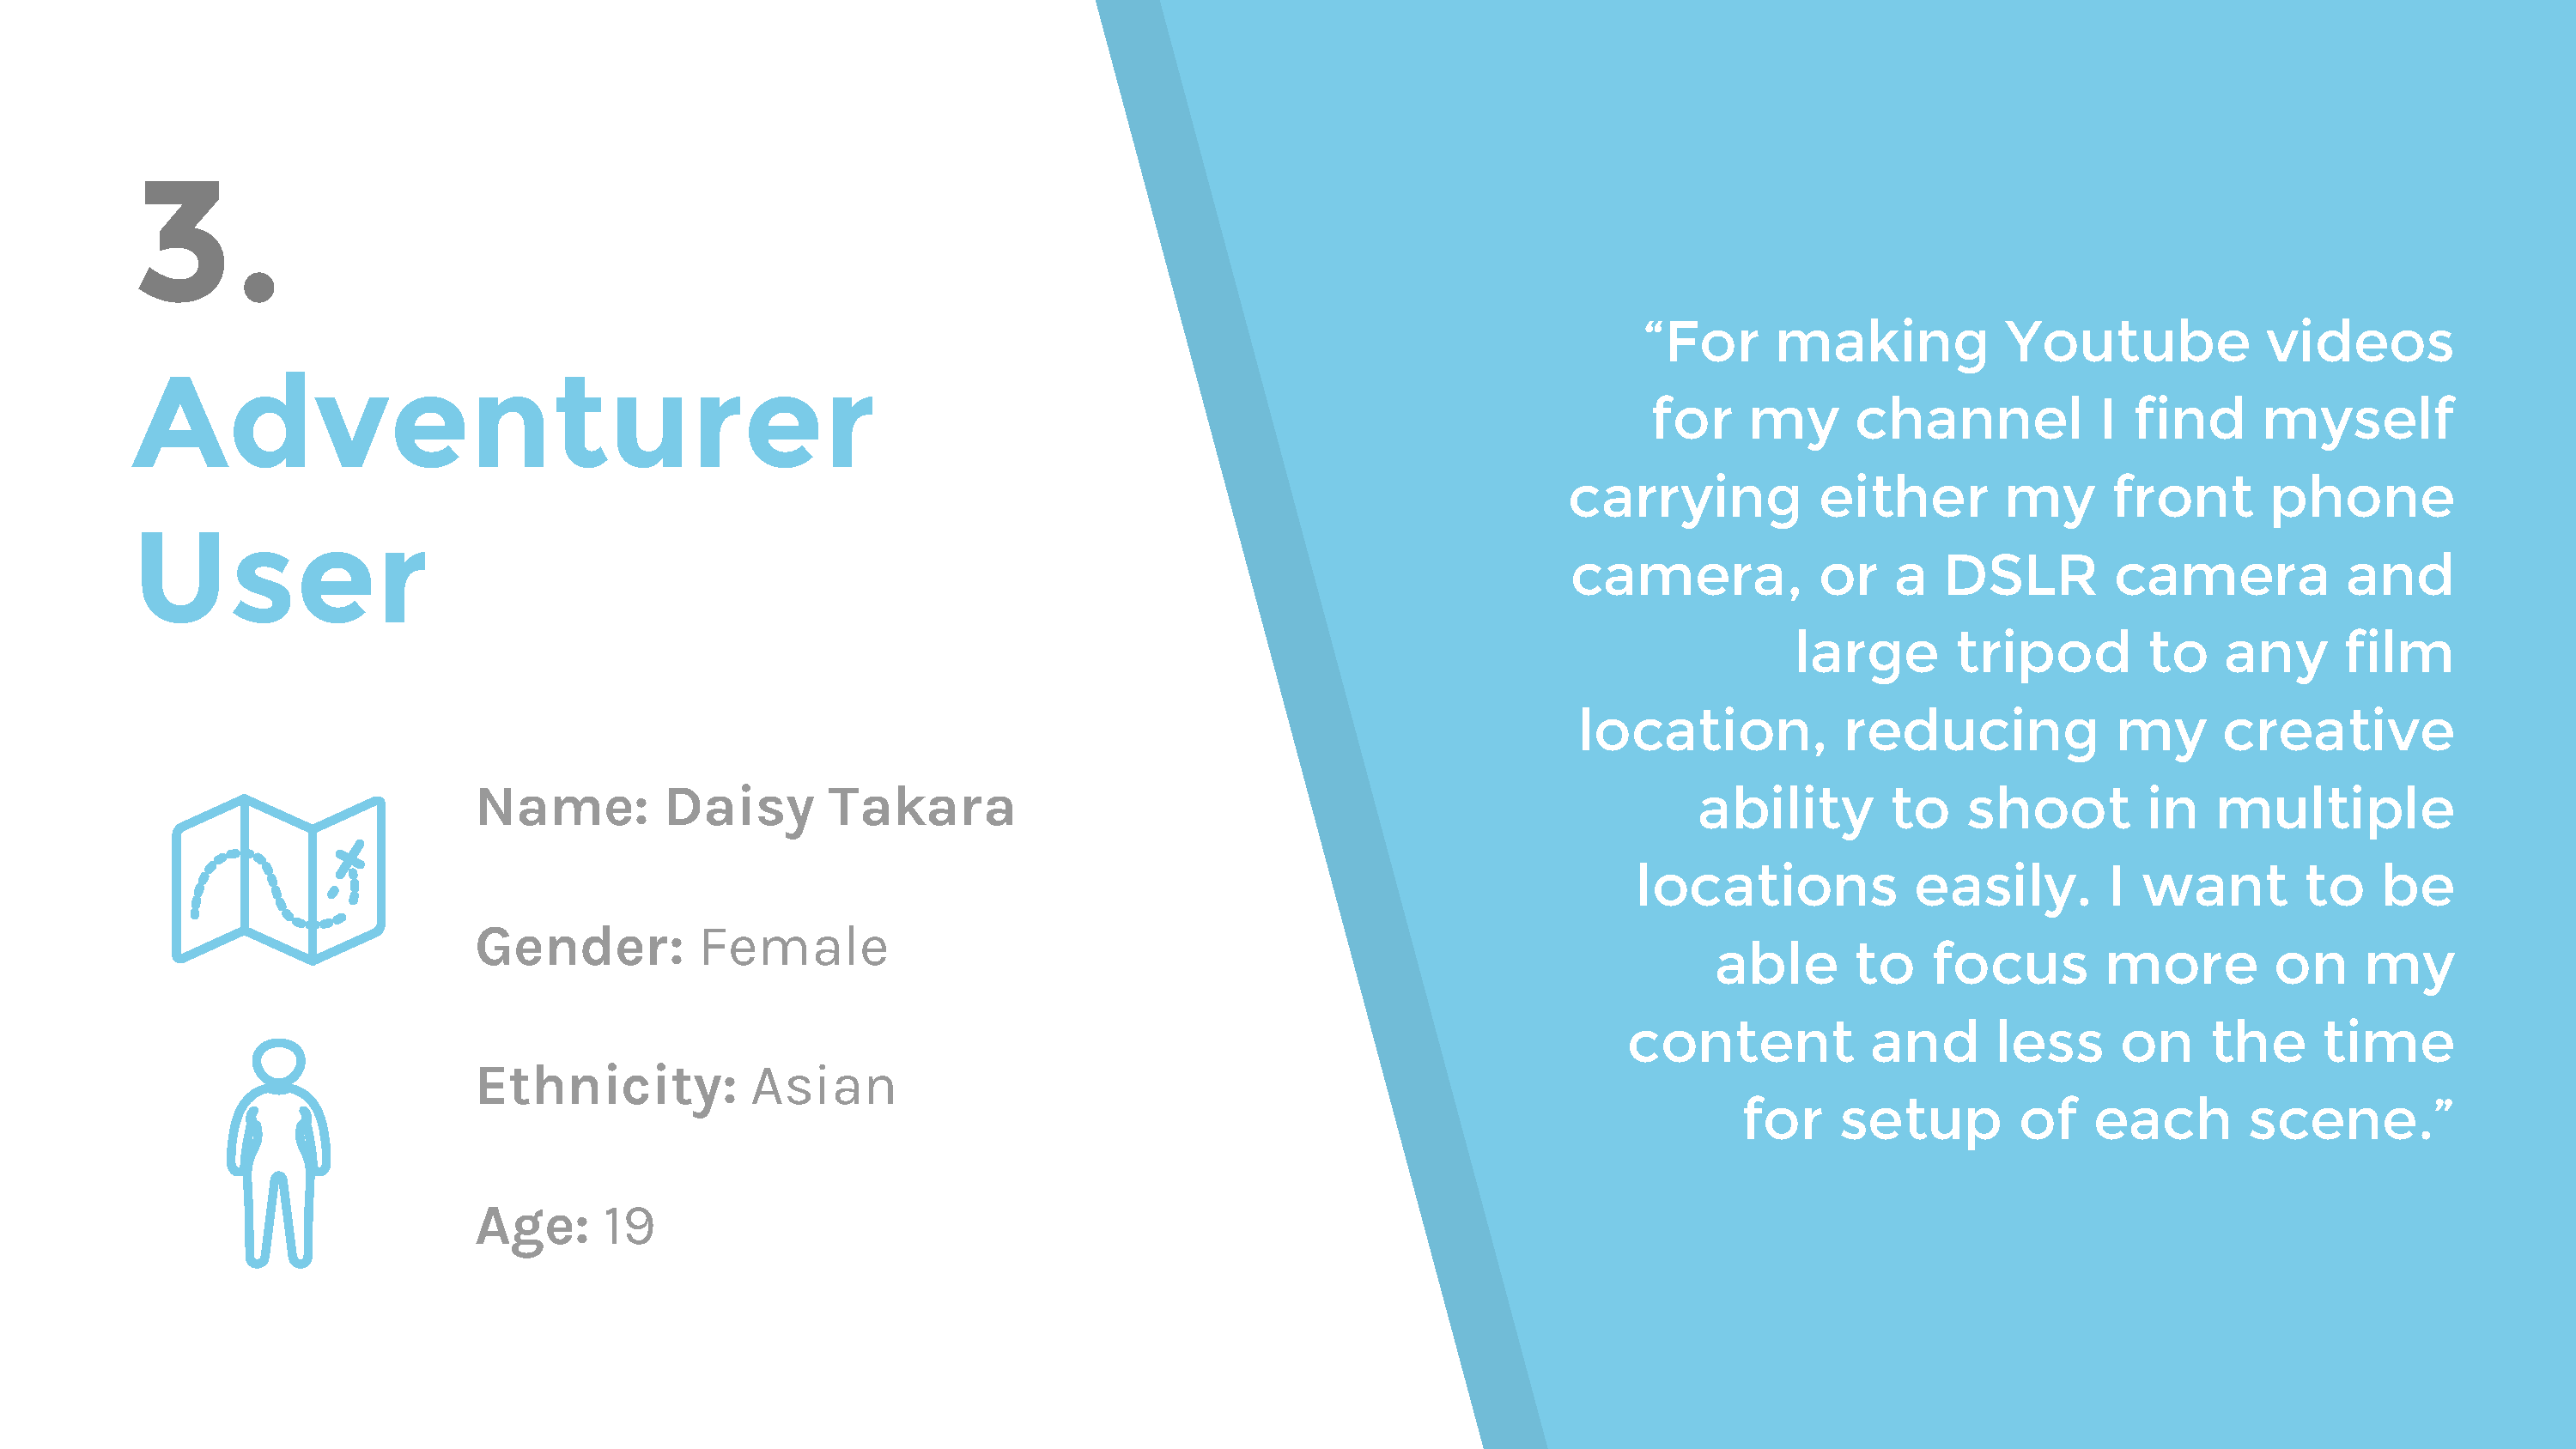 3.
Adventurer
User
Name: Daisy Takara
Gender: Female
Ethnicity: Asian
Age: 19
“For making Youtube videos
for my channel I find myself
carrying either my front phone
camera, or a DSLR camera and
large tripod to any film
location, reducing my creative
ability to shoot in multiple
locations easily. I want to be
able to focus more on my
content and less on the time
for setup of each scene.”